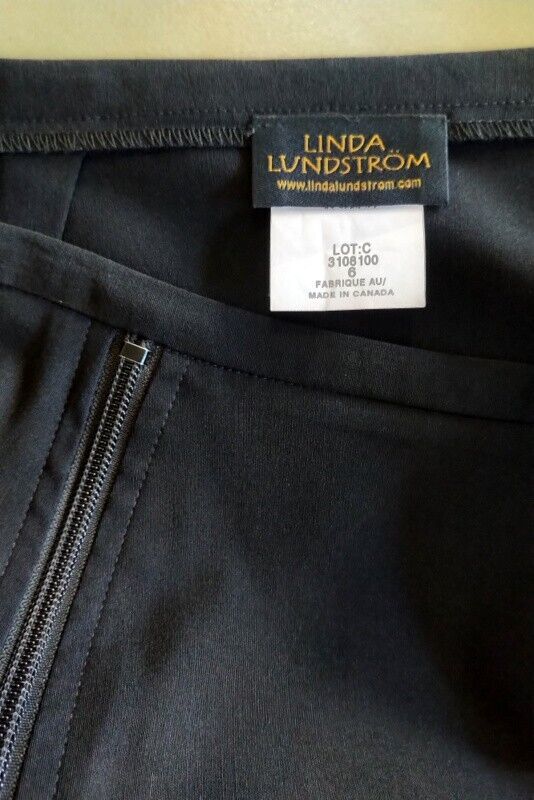 LINDA
LUNDSTRÖM
www.lindalundstrom.com
LOT:C
3108100
6
FABRIQUE AU/
MADE IN CANADA